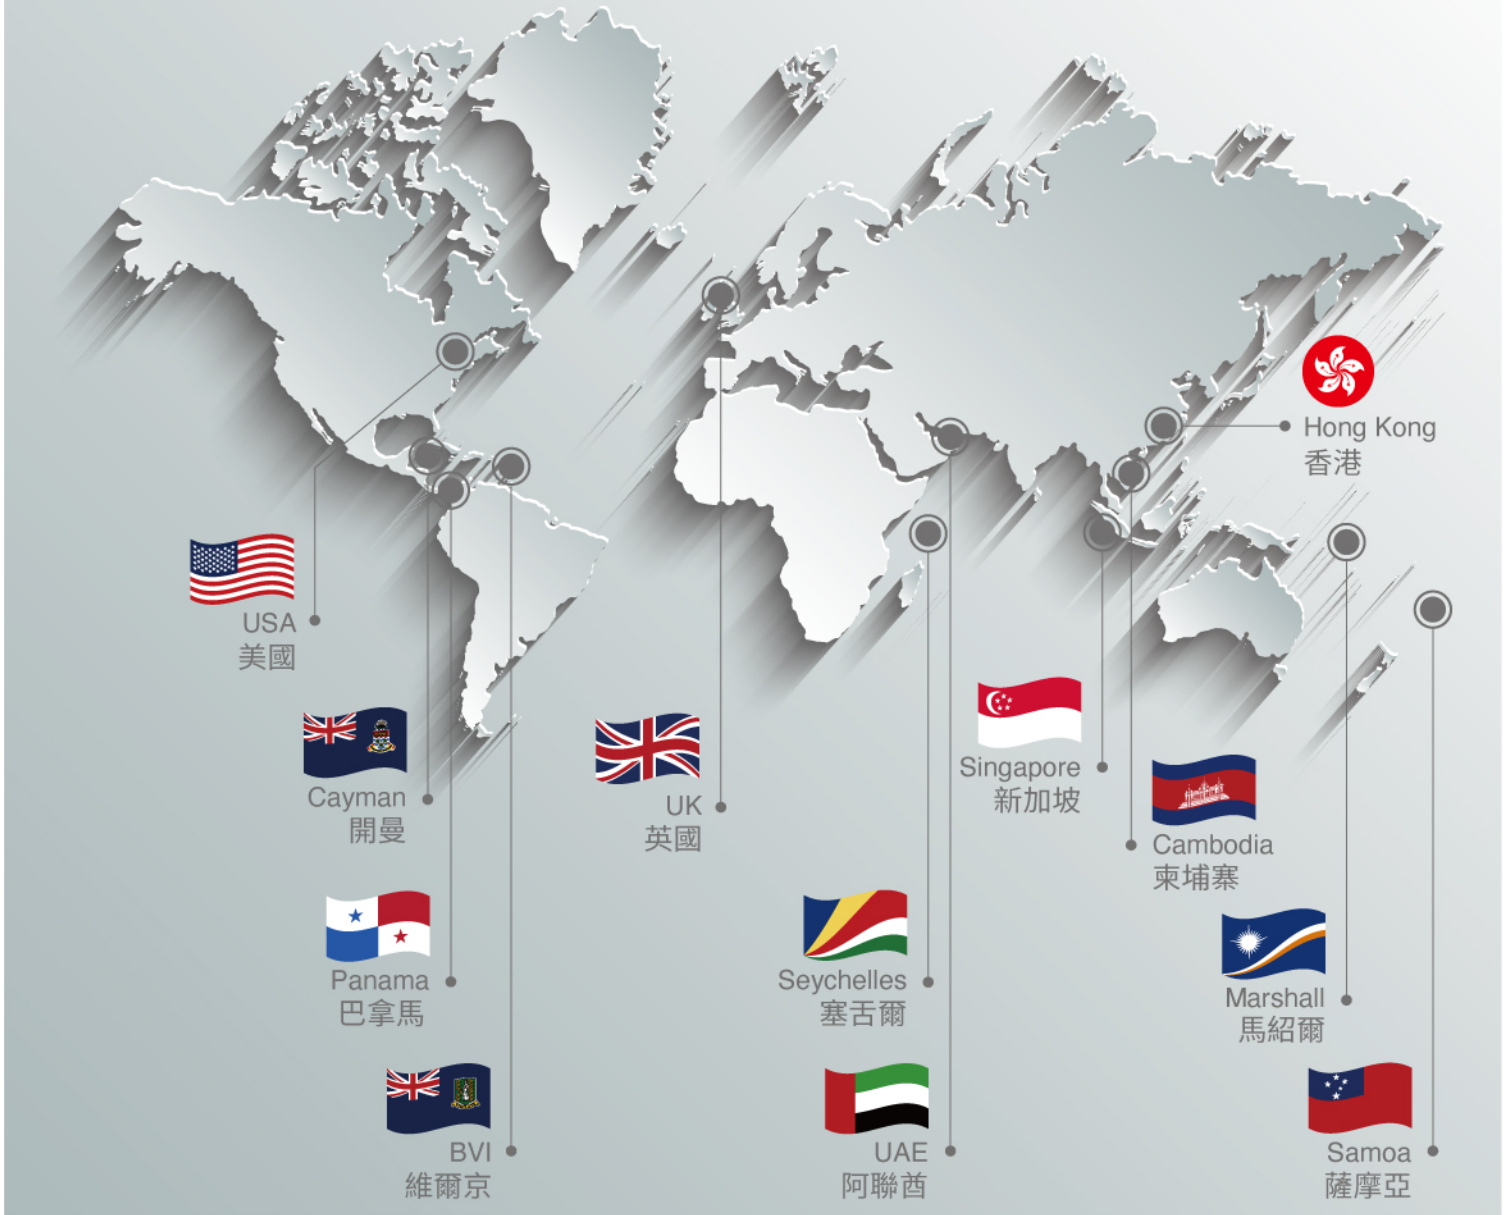 Hong Kong
香港
USA
美國
Cayman
開曼
UK
英國
Singapore
新加坡
Cambodia
柬埔寨
Panama
巴拿馬
Seychelles
塞舌爾
Marshall
馬紹爾
BVI
維爾京
UAE
阿聯酋
Samoa
薩摩亞